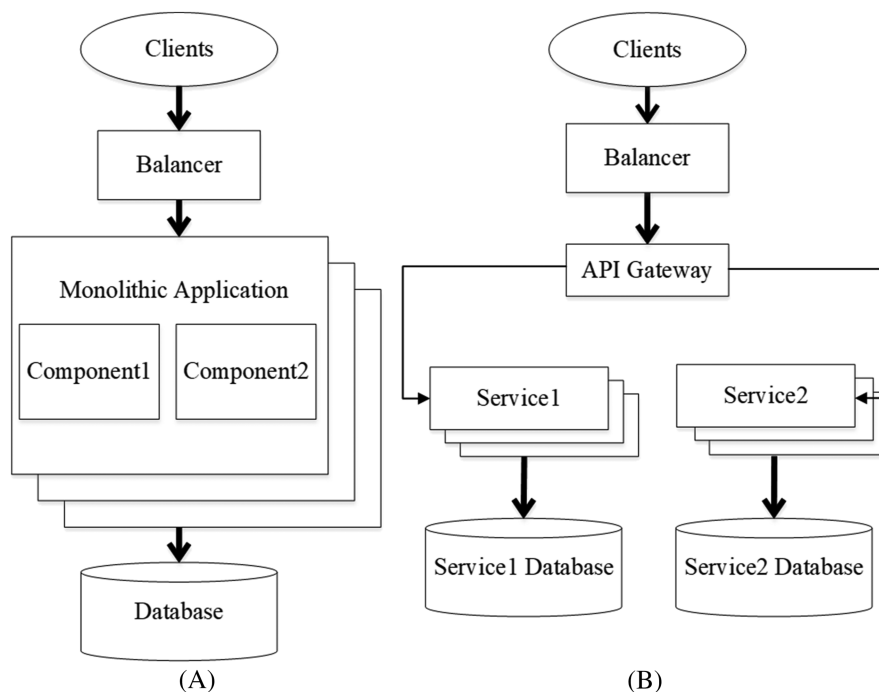 Clients
Balancer
Monolithic Application
Component1
Component2
Database
(A)
Clients
Balancer
API Gateway
Service1
Service2
Service1 Database
Service2 Database
(B)